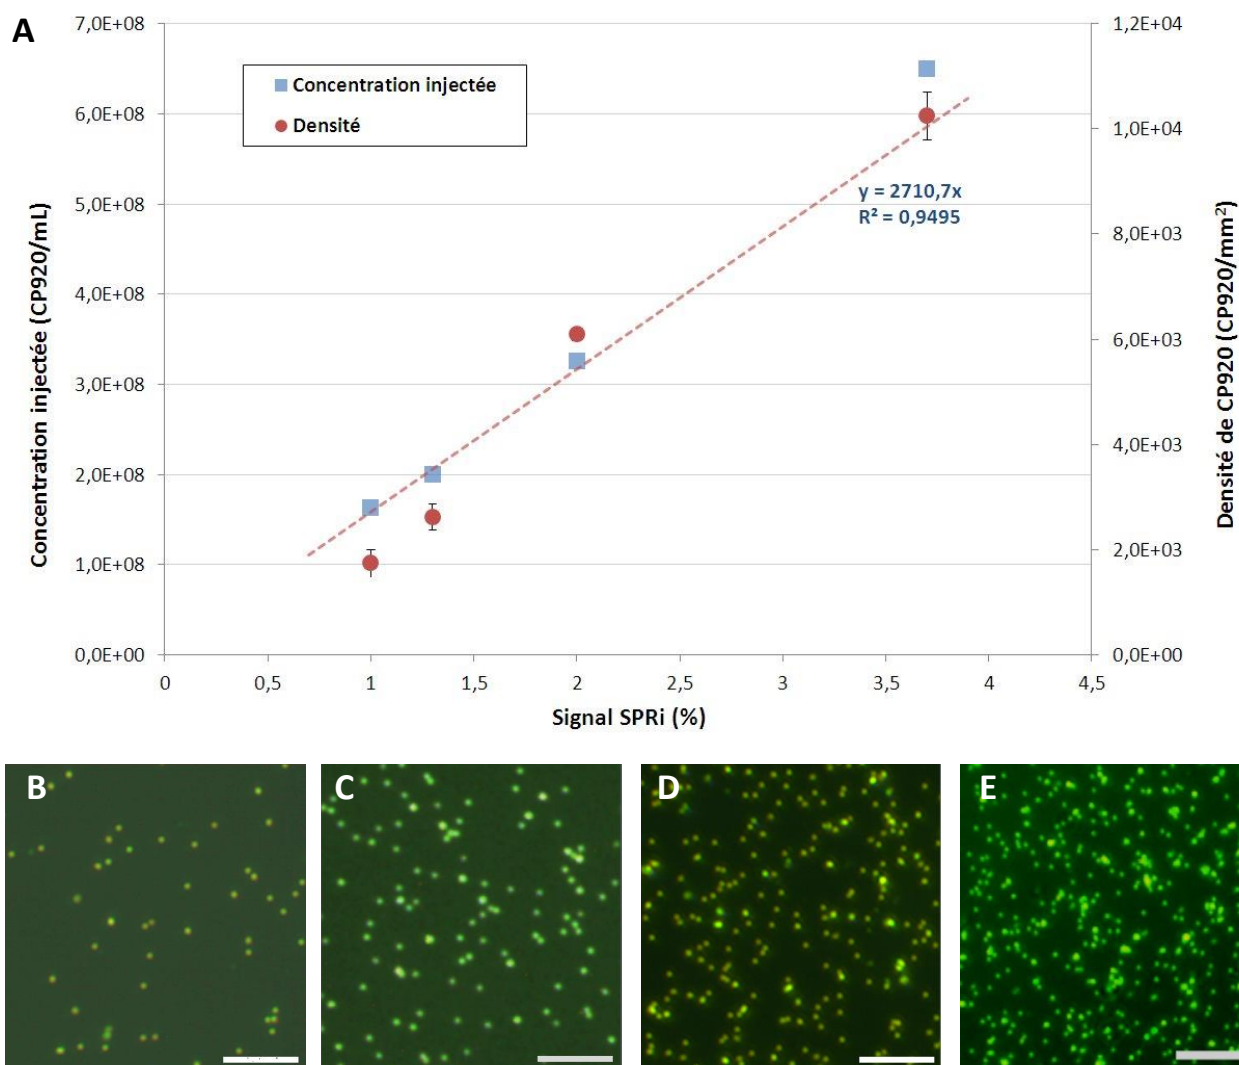 A
7,0E+08
6,0E+08
5,0E+08
4,0E+08
3,0E+08
2,0E+08
1,0E+08
0,0E+00
Concentration injectée (CP920/mL)
Concentration injectée
Densité
y = 2710,7x
R² = 0,9495
1,2E+04
1,0E+04
8,0E+03
6,0E+03
4,0E+03
2,0E+03
0,0E+00
Densité de CP920 (CP920/mm²)
0 0,5 1 1,5 2 2,5 3 3,5 4 4,5
Signal SPRi (%)
B C D E